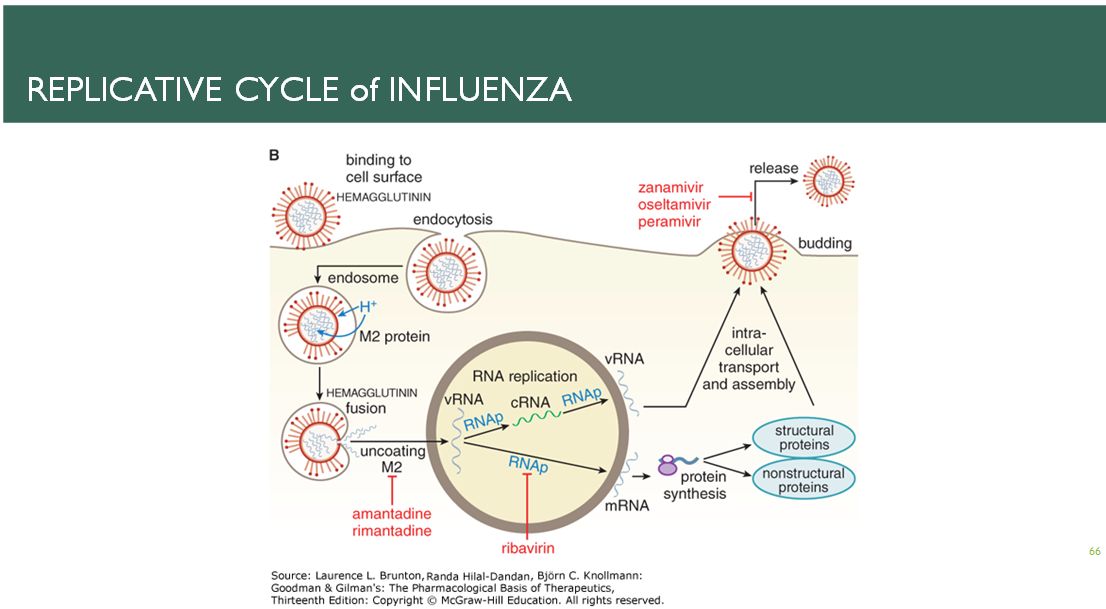 REPLICATIVE CYCLE of INFLUENZA
B
binding to
cell surface
HEMAGGLUTININ
endocytosis
endosome
H+
M2 protein
HEMAGGLUTININ
fusion
uncoating
M2
amantadine
rimantadine
RNA replication
vRNA
RNAp
cRNA
RNAp
vRNA
RNAp
mRNA
ribavirin
protein
synthesis
structural
proteins
nonstructural
proteins
intra-
cellular
transport
and assembly
budding
zanamivir
oseltamivir
peramivir
release
66
Source: Laurence L. Brunton, Randa Hilal-Dandan, Björn C. Knollmann:
Goodman & Gilman's: The Pharmacological Basis of Therapeutics,
Thirteenth Edition: Copyright © McGraw-Hill Education. All rights reserved.